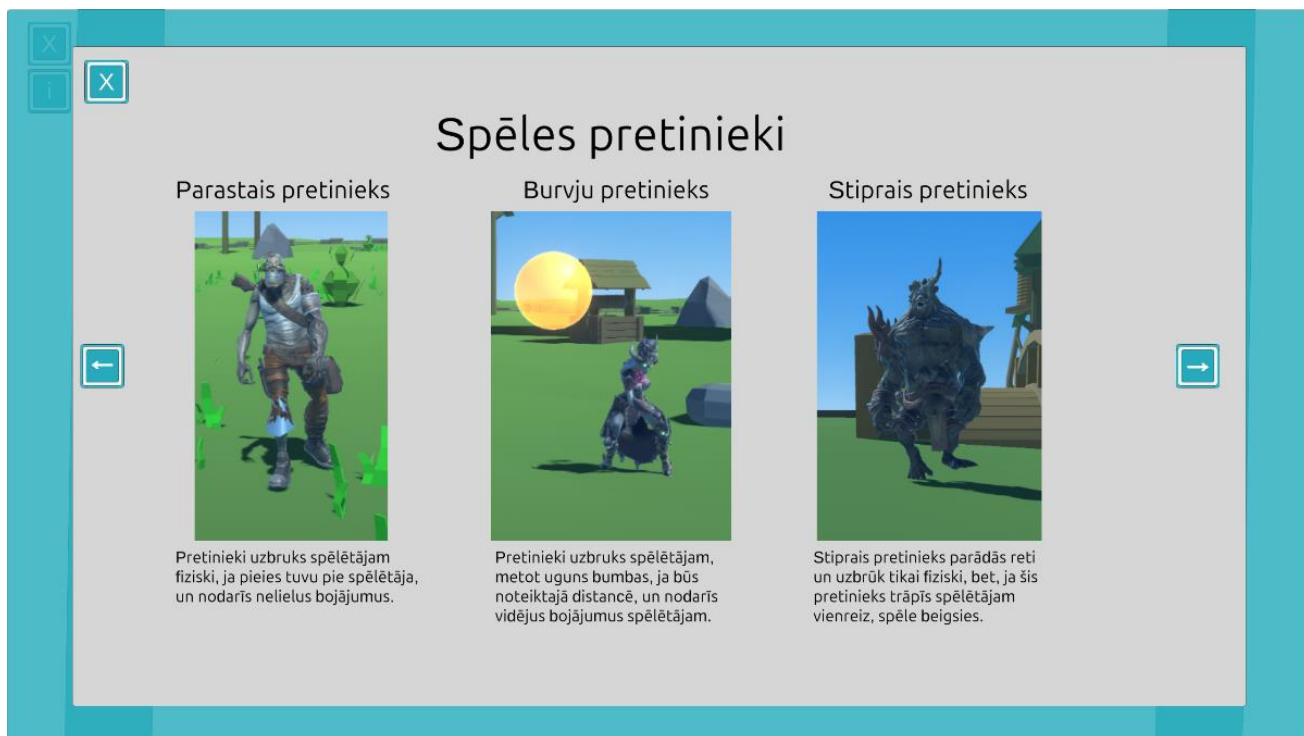 X
i
X
Spēles pretinieki
Parastais pretinieks
Burvju pretinieks
Stiprais pretinieks
←
→
Pretinieki uzbruks spēlētājam
fiziski, ja pieies tuvu pie spēlētāja,
un nodarīs nelielus bojājumus.
Pretinieki uzbruks spēlētājam,
metot uguns bumbas, ja būs
noteiktajā distancē, un nodarīs
vidējus bojājumus spēlētājam.
Stiprais pretinieks parādās reti
un uzbrūk tikai fiziski, bet, ja šis
pretinieks trāpīs spēlētājam
vienreiz, spēle beigsies.